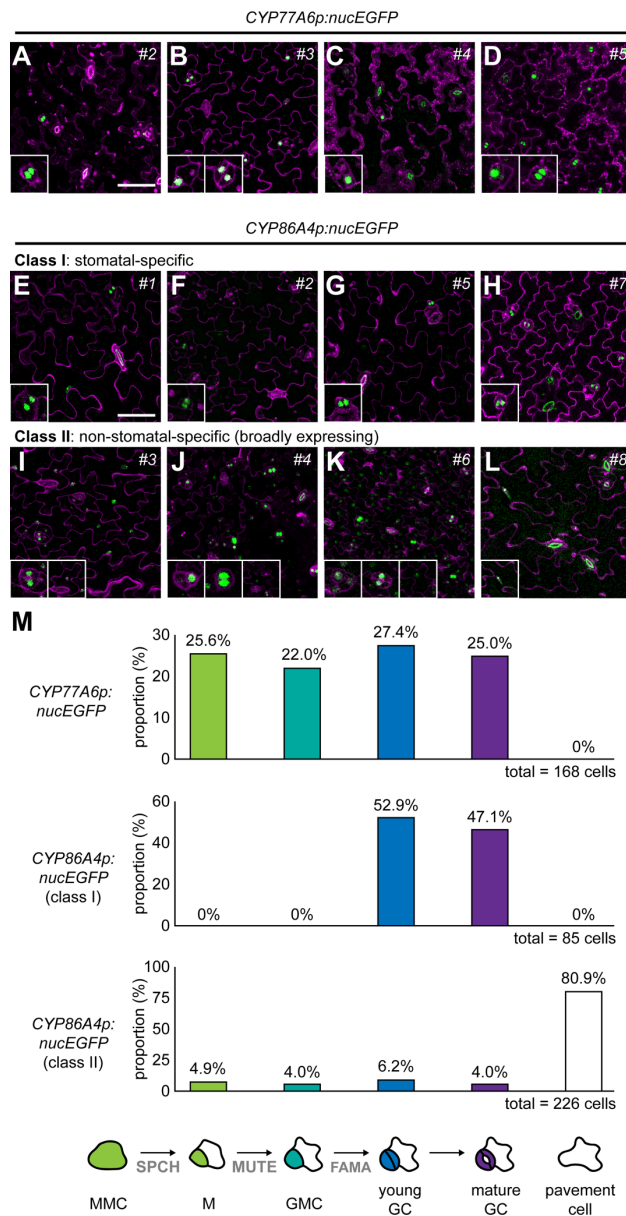 CYP77A6p:nucEGFP
A #2 B #3 C #4 D #5
CYP86A4p:nucEGFP
Class I: stomatal-specific
E #1 F #2 G #5 H #7
Class II: non-stomatal-specific (broadly expressing)
I #3 J #4 K #6 L #8
M
CYP77A6p:
nucEGFP
proportion (%)
30
20
10
0
25.6% 22.0% 27.4% 25.0% 0%
total = 168 cells
CYP86A4p:
nucEGFP
(class I)
proportion (%)
60
40
20
0
0% 0% 52.9% 47.1% 0%
total = 85 cells
CYP86A4p:
nucEGFP
(class II)
proportion (%)
100
75
50
25
0
4.9% 4.0% 6.2% 4.0% 80.9%
total = 226 cells
SPCH MUTE FAMA
MMC M GMC young GC mature GC pavement cell